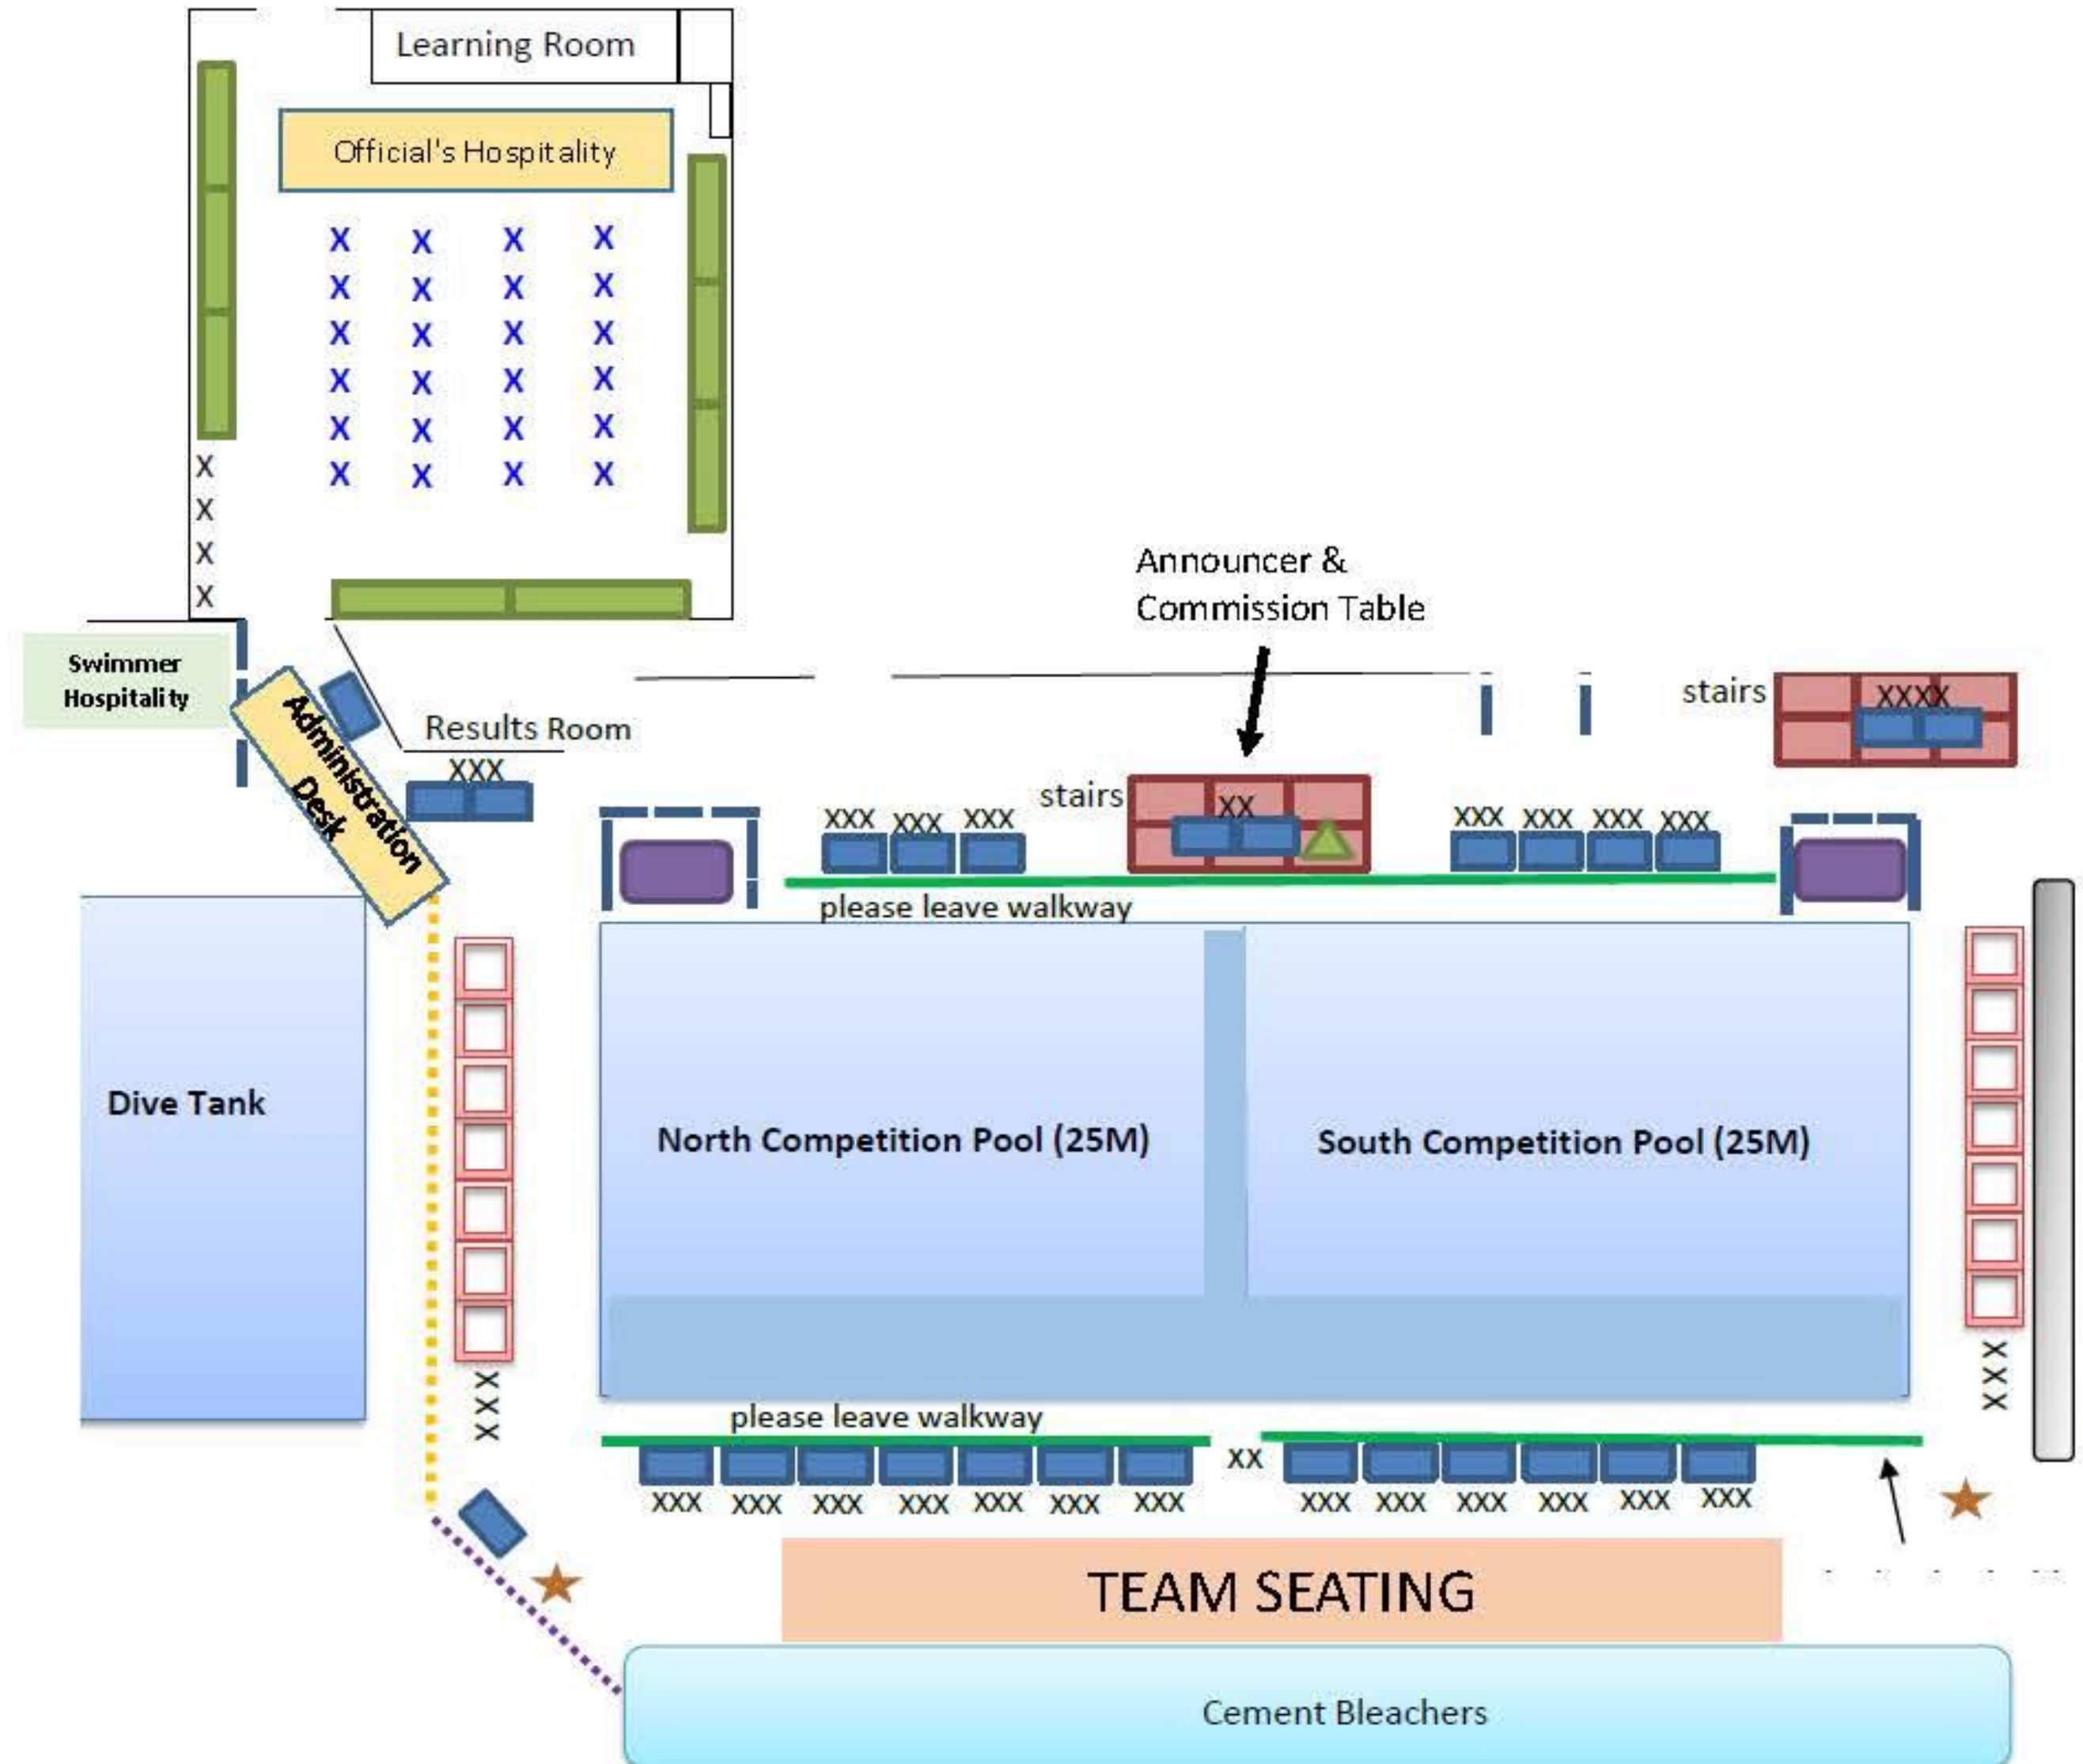 Learning Room
Official's Hospitality
X X X X
X X X X
X X X X
X X X X
X X X X
X X X X
X
X
X
X
Announcer &
Commission Table
Swimmer
Hospitality
Administration
Desk
Results Room
XXX
stairs
XXXX
stairs
XX
XXX XXX XXX
XXX XXX XXX XXX
please leave walkway
Dive Tank
North Competition Pool (25M)
South Competition Pool (25M)
XXX
XXX
please leave walkway
XX
XXX XXX XXX XXX XXX XXX XXX
XXX XXX XXX XXX XXX XXX
TEAM SEATING
Cement Bleachers